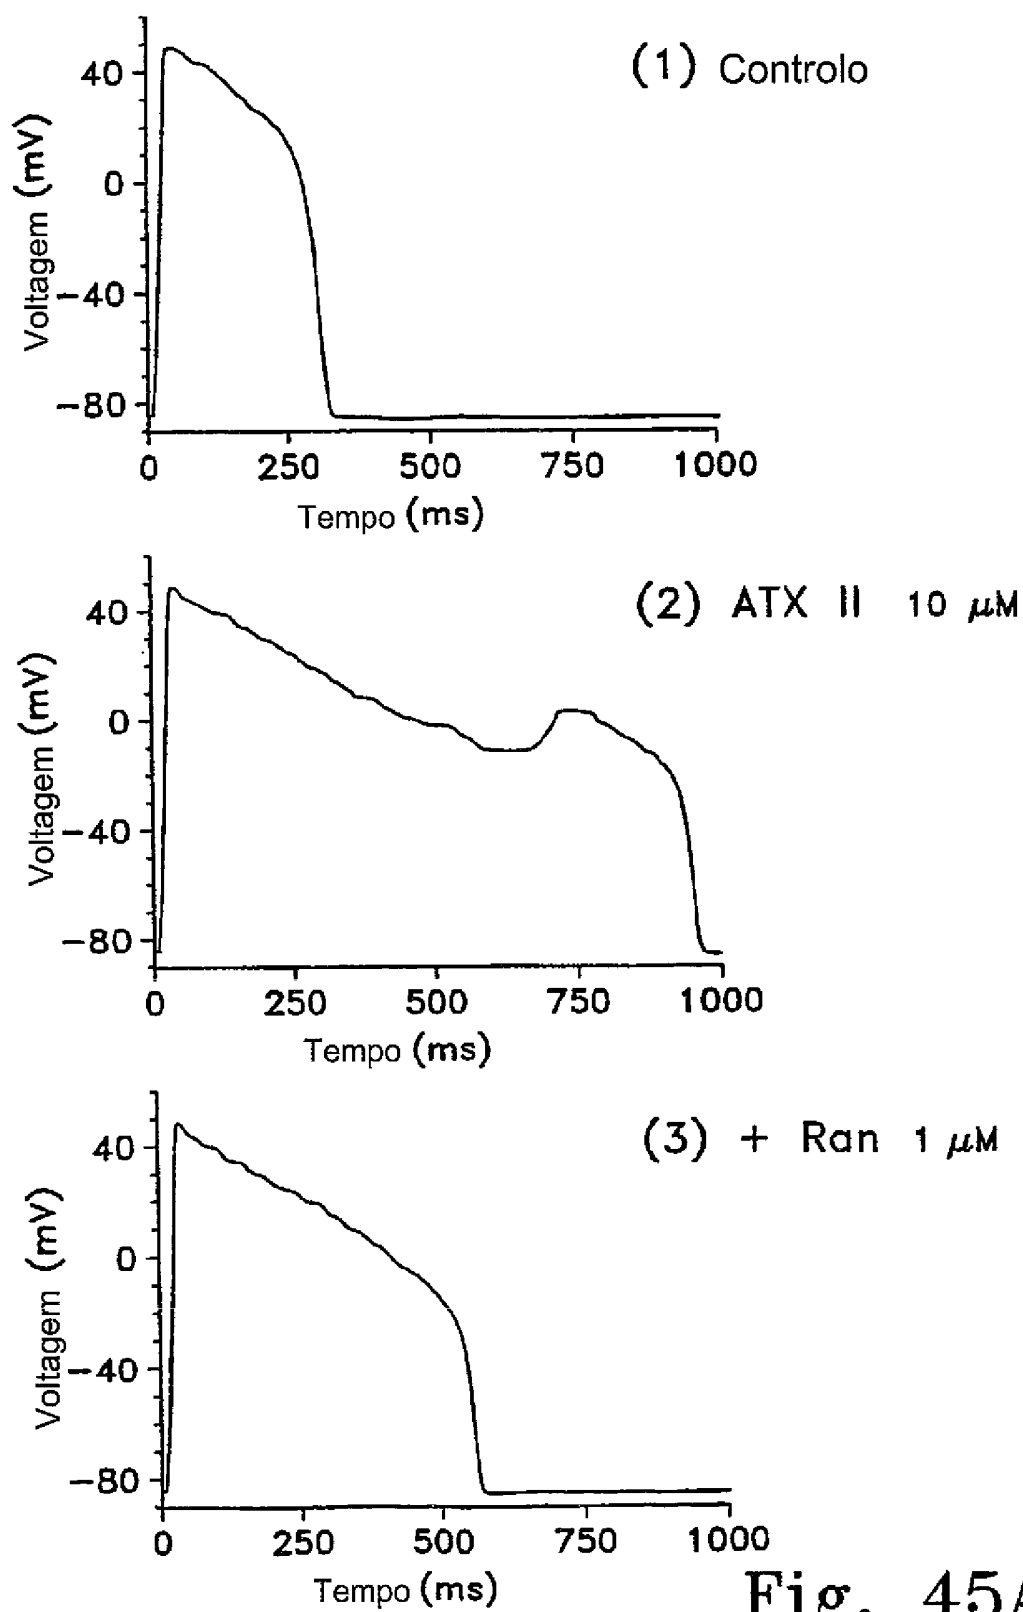 (1) Controlo
40
0
−40
−80
Voltagem (mV)
0 250 500 750 1000
Tempo (ms)
(2) ATX II 10 μM
40
0
−40
−80
Voltagem (mV)
0 250 500 750 1000
Tempo (ms)
(3) + Ran 1 μM
40
0
−40
−80
Voltagem (mV)
0 250 500 750 1000
Tempo (ms)
Fig. 45A